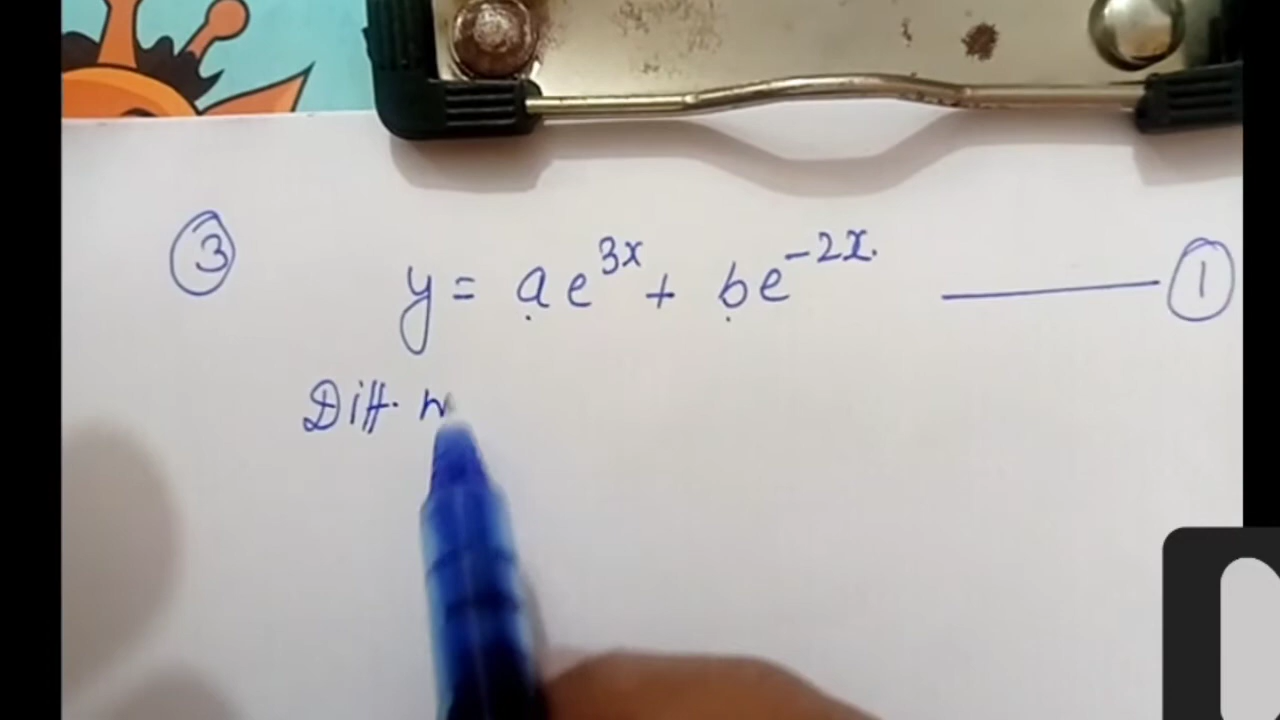 ③ y = ae^{3x} + be^{-2x}. ——— ①
Diff.